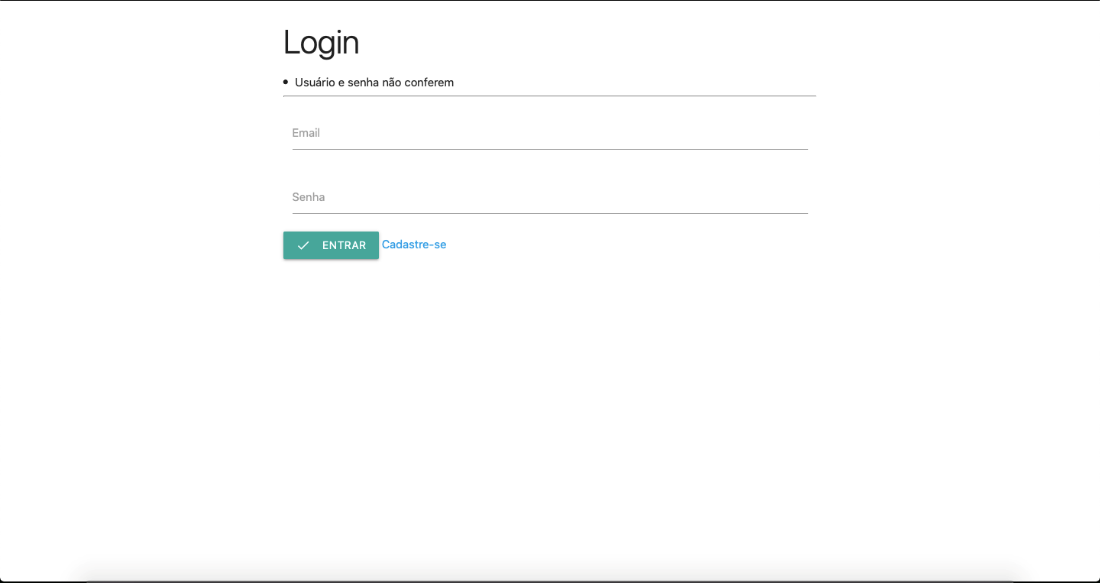 Login
• Usuário e senha não conferem
Email
Senha
ENTRAR Cadastre-se